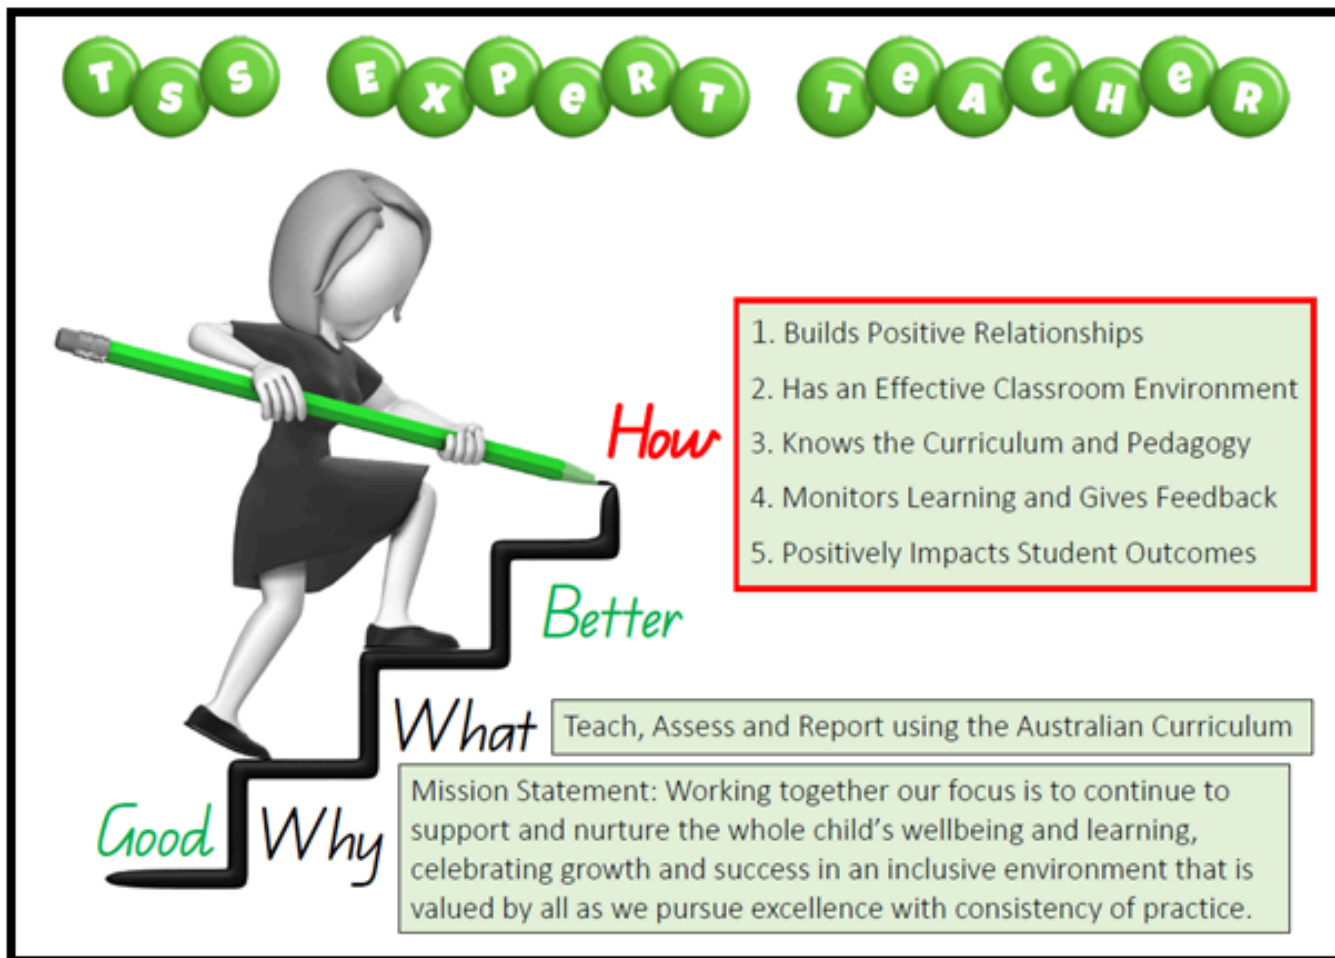 TSS EXPeRT TeACHeR
How
1. Builds Positive Relationships
2. Has an Effective Classroom Environment
3. Knows the Curriculum and Pedagogy
4. Monitors Learning and Gives Feedback
5. Positively Impacts Student Outcomes
Better
What
Teach, Assess and Report using the Australian Curriculum
Good
Why
Mission Statement: Working together our focus is to continue to
support and nurture the whole child's wellbeing and learning,
celebrating growth and success in an inclusive environment that is
valued by all as we pursue excellence with consistency of practice.